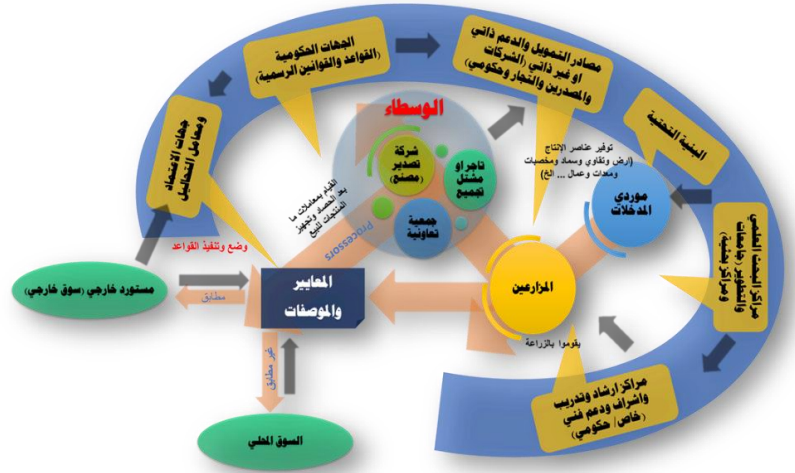 الجهات الحكومية
(القواعد والقوانين الرسمية)
مصادر التمويل والدعم ذاتي
او غير ذاتي (الشركات
والمصدرين والتجار وحكومي)
البنية التحتية
جهات الاعتماد
ومعامل التحاليل
الوسطاء
شركة
تصدير
(مصنع)
تاجر او
مشتل
تجميع
جمعية
تعاونية
توفير عناصر الإنتاج
(ارض وتقاوي وسماد ومخصبات
ومعدات وعمال ... الخ)
موردي
المدخلات
القيام بمعاملات ما
بعد الحصاد وتجهيز
المنتجات للبيع
Processors
مراكز البحث العلمي
والتطوير (جامعات
ومراكز بحثية)
وضع وتنفيذ القواعد
مستورد خارجي (سوق خارجي)
مطابق
المعايير
والموصفات
المزارعين
يقوموا بالزراعة
غير مطابق
مراكز ارشاد وتدريب
واشراف ودعم فني
(خاص/ حكومي)
السوق المحلي